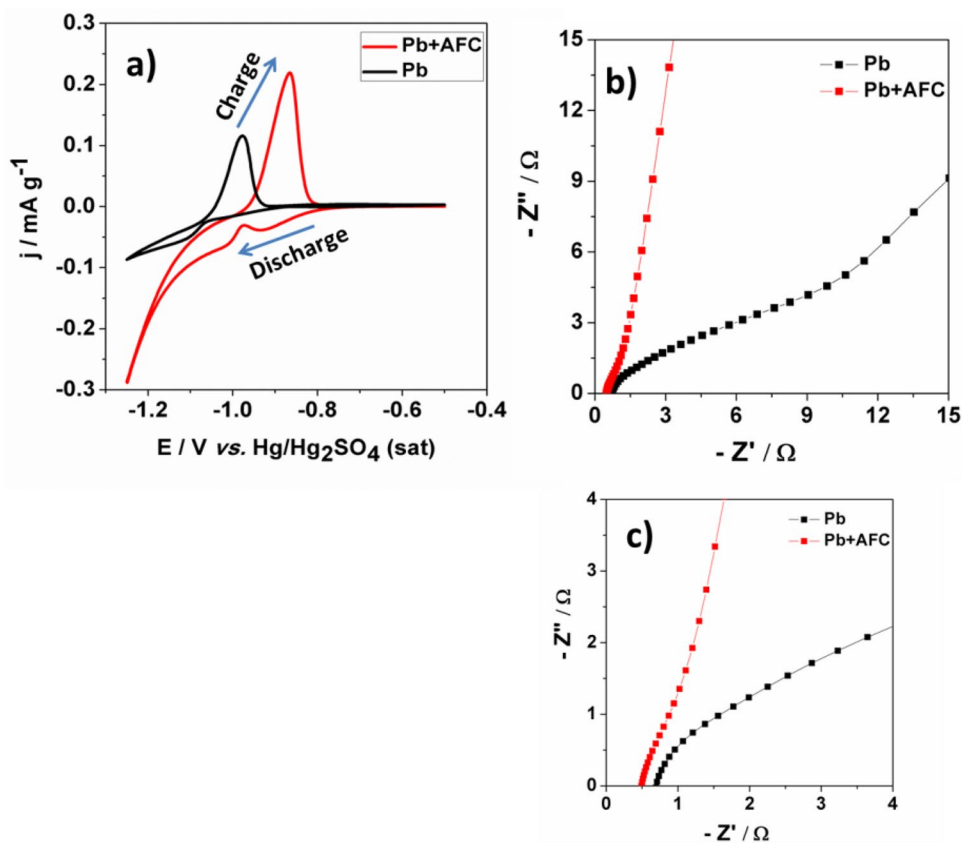 a)
Pb+AFC
Pb
Charge
Discharge
j / mA g⁻¹
0.3
0.2
0.1
0.0
-0.1
-0.2
-0.3
-1.2 -1.0 -0.8 -0.6 -0.4
E / V vs. Hg/Hg₂SO₄ (sat)
b)
Pb
Pb+AFC
- Z'' / Ω
15
12
9
6
3
0
0 3 6 9 12 15
- Z' / Ω
c)
Pb
Pb+AFC
- Z'' / Ω
4
3
2
1
0
0 1 2 3 4
- Z' / Ω